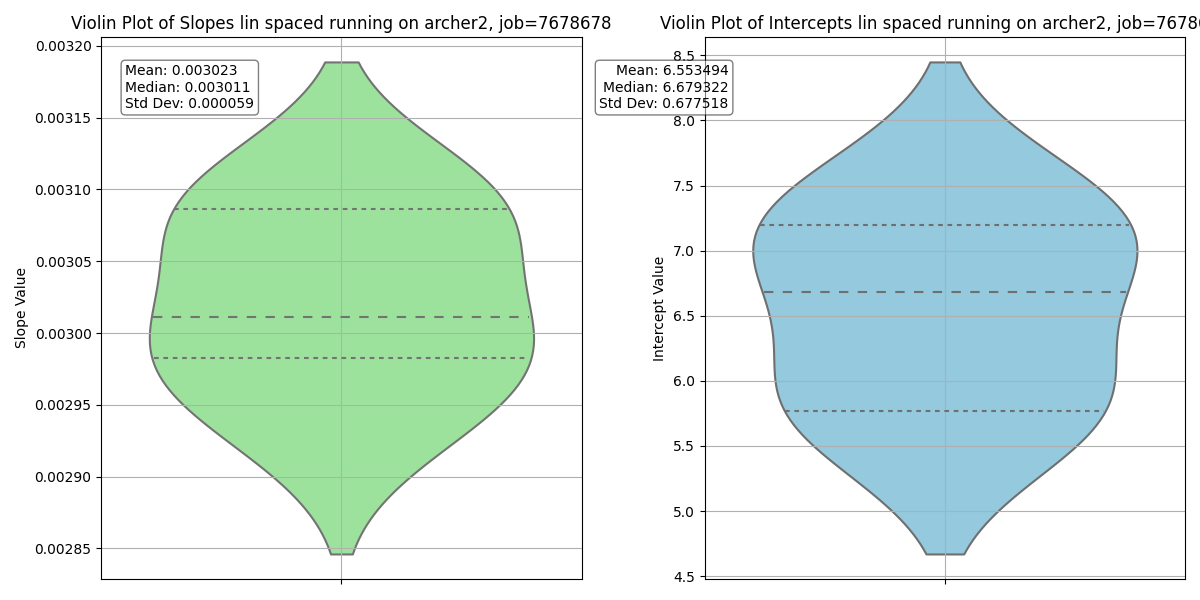 Violin Plot of Slopes lin spaced running on archer2, job=7678678
0.00320
0.00315
0.00310
0.00305
0.00300
0.00295
0.00290
0.00285
Slope Value
Mean: 0.003023
Median: 0.003011
Std Dev: 0.000059
Violin Plot of Intercepts lin spaced running on archer2,
8.5
8.0
7.5
7.0
6.5
6.0
5.5
5.0
4.5
Intercept Value
Mean: 6.553494
Median: 6.679322
Std Dev: 0.677518